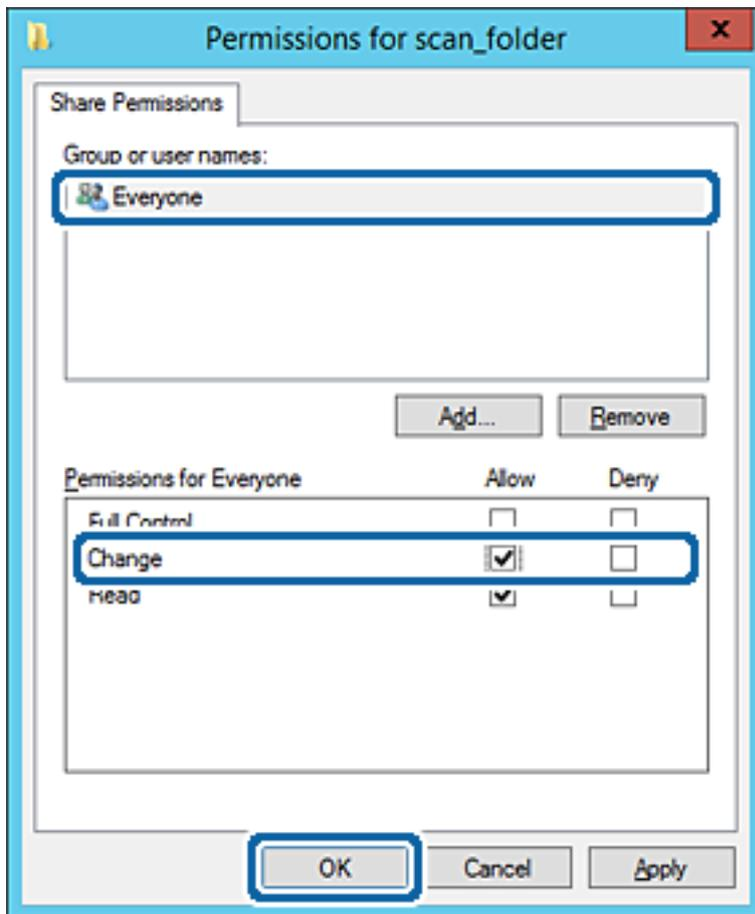 Permissions for scan_folder
x
Share Permissions
Group or user names:
Everyone
Add... Remove
Permissions for Everyone Allow Deny
Full Control
Change
Read
OK Cancel Apply